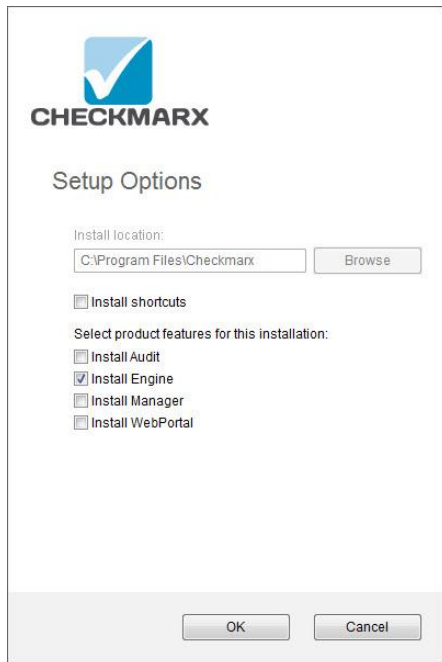 CHECKMARX
Setup Options
Install location:
C:\Program Files\Checkmarx
Browse
Install shortcuts
Select product features for this installation:
Install Audit
Install Engine
Install Manager
Install WebPortal
OK
Cancel